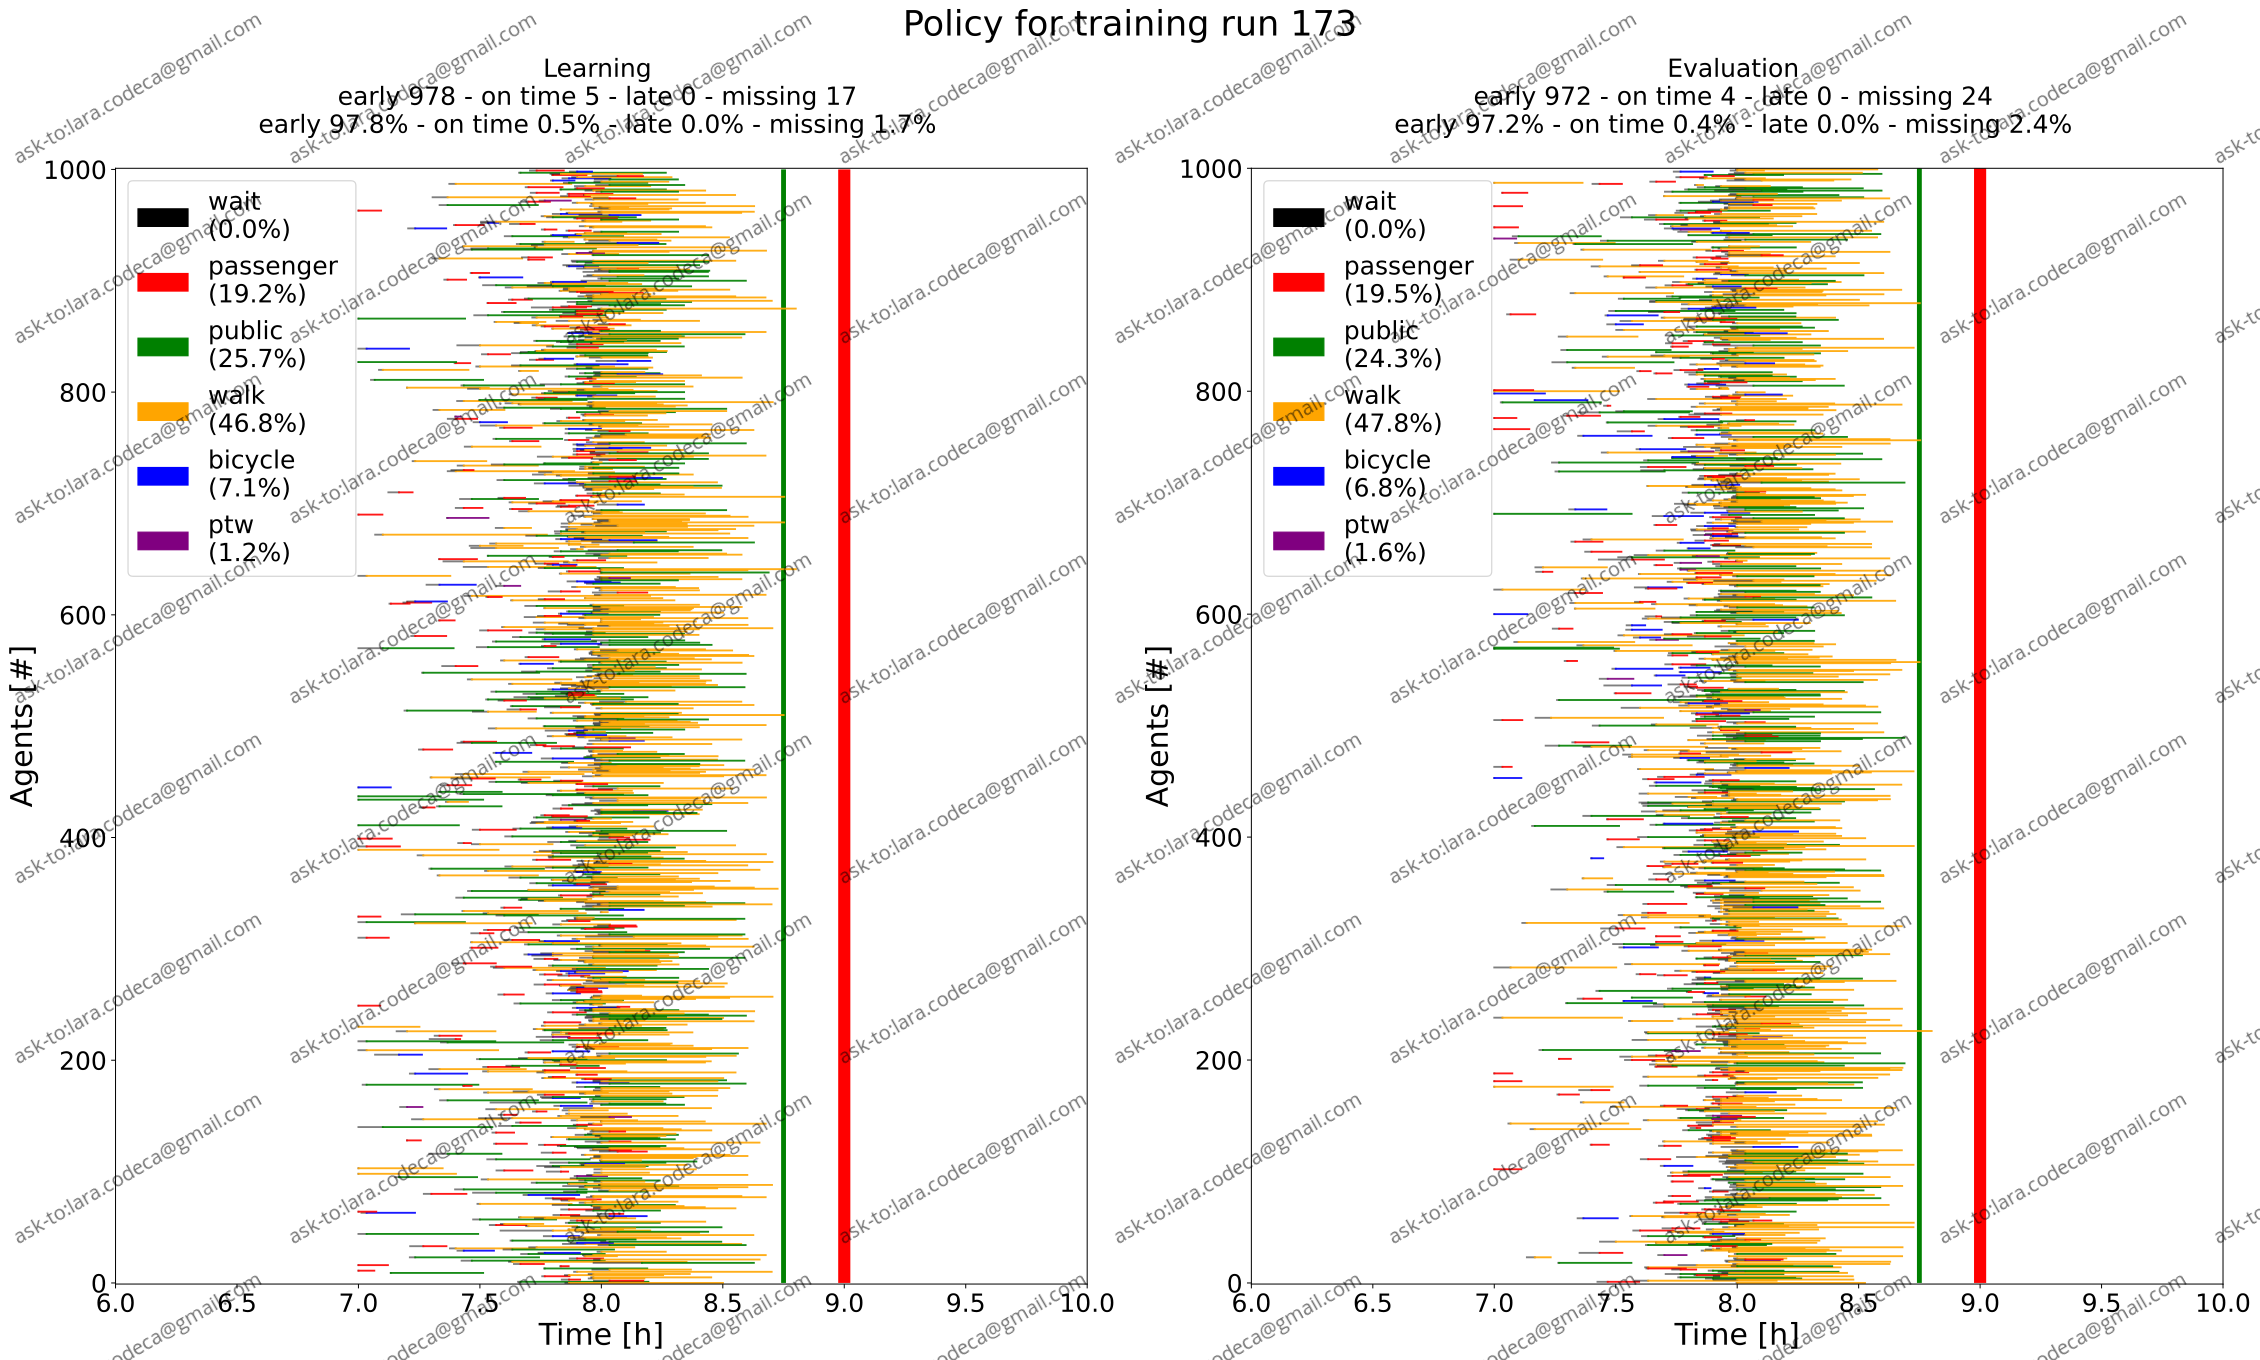 Policy for training run 173
Learning
early 978 - on time 5 - late 0 - missing 17
early 97.8% - on time 0.5% - late 0.0% - missing 1.7%
1000
800
600
400
200
0
Agents [#]
wait
(0.0%)
passenger
(19.2%)
public
(25.7%)
walk
(46.8%)
bicycle
(7.1%)
ptw
(1.2%)
6.0 6.5 7.0 7.5 8.0 8.5 9.0 9.5 10.0
Time [h]
Evaluation
early 972 - on time 4 - late 0 - missing 24
early 97.2% - on time 0.4% - late 0.0% - missing 2.4%
1000
800
600
400
200
0
Agents [#]
wait
(0.0%)
passenger
(19.5%)
public
(24.3%)
walk
(47.8%)
bicycle
(6.8%)
ptw
(1.6%)
6.0 6.5 7.0 7.5 8.0 8.5 9.0 9.5 10.0
Time [h]
ask-to:lara.codeca@gmail.com